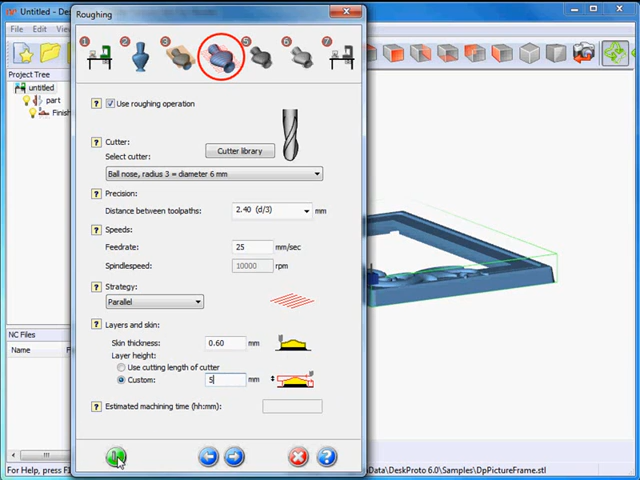 Untitled - Desk
Roughing
File Edit
1 2 3 5 6 7
Project Tree
untitled
part
Finish
? Use roughing operation
? Cutter:
Select cutter:
Cutter library
Ball nose, radius 3 = diameter 6 mm
? Precision:
Distance between toolpaths: 2.40 (d/3) mm
? Speeds:
Feedrate: 25 mm/sec
Spindlespeed: 10000 rpm
? Strategy:
Parallel
? Layers and skin:
Skin thickness: 0.60 mm
Layer height:
Use cutting length of cutter
Custom: 5 mm
? Estimated machining time (hh:mm):
NC Files
Name
For Help, press F1
Data\DeskProto 6.0\Samples\DpPictureFrame.stl